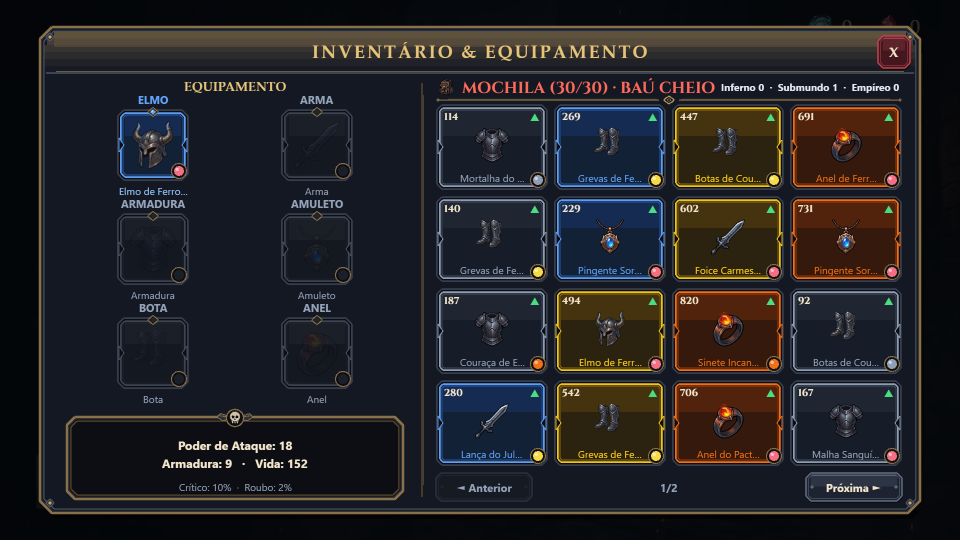 INVENTÁRIO & EQUIPAMENTO
X
EQUIPAMENTO
ELMO
ARMA
Elmo de Ferro...
Arma
ARMADURA
AMULETO
Armadura
Amuleto
BOTA
ANEL
Bota
Anel
Poder de Ataque: 18
Armadura: 9 · Vida: 152
Crítico: 10% · Roubo: 2%
MOCHILA (30/30) · BAÚ CHEIO
Inferno 0 · Submundo 1 · Empíreo 0
114
Mortalha do ...
269
Grevas de Fe...
447
Botas de Cou...
691
Anel de Ferr...
140
Grevas de Fe...
229
Pingente Sor...
602
Foice Carmes...
731
Pingente Sor...
187
Couraça de E...
494
Elmo de Ferr...
820
Sinete Incan...
92
Botas de Cou...
280
Lança do Jul...
542
Grevas de Fe...
706
Anel do Pact...
167
Malha Sanguí...
◄ Anterior
1/2
Próxima ►